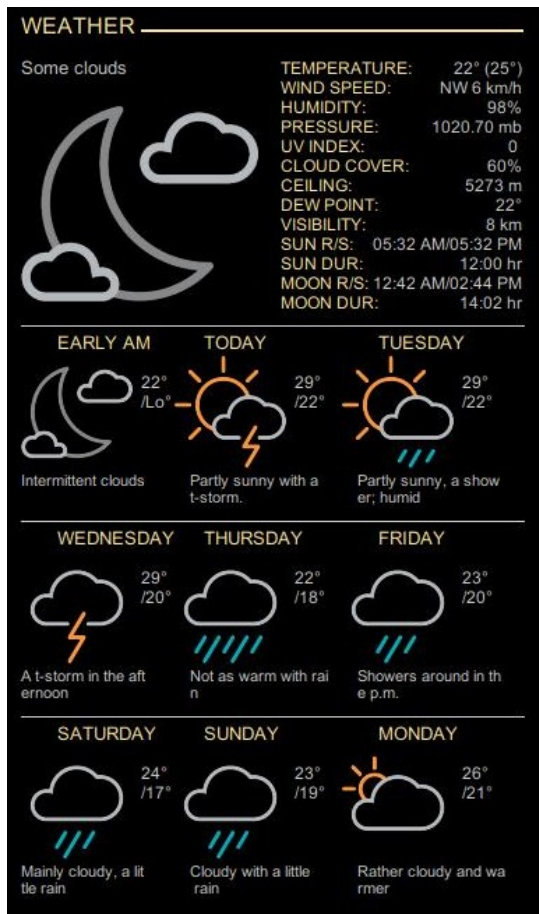 WEATHER
Some clouds
TEMPERATURE: 22° (25°)
WIND SPEED: NW 6 km/h
HUMIDITY: 98%
PRESSURE: 1020.70 mb
UV INDEX: 0
CLOUD COVER: 60%
CEILING: 5273 m
DEW POINT: 22°
VISIBILITY: 8 km
SUN R/S: 05:32 AM/05:32 PM
SUN DUR: 12:00 hr
MOON R/S: 12:42 AM/02:44 PM
MOON DUR: 14:02 hr
EARLY AM
22°
/Lo°
Intermittent clouds
TODAY
29°
/22°
Partly sunny with a
t-storm.
TUESDAY
29°
/22°
Partly sunny, a show
er; humid
WEDNESDAY
29°
/20°
A t-storm in the aft
ernoon
THURSDAY
22°
/18°
Not as warm with rai
n
FRIDAY
23°
/20°
Showers around in th
e p.m.
SATURDAY
24°
/17°
Mainly cloudy, a lit
tle rain
SUNDAY
23°
/19°
Cloudy with a little
rain
MONDAY
26°
/21°
Rather cloudy and wa
rmer